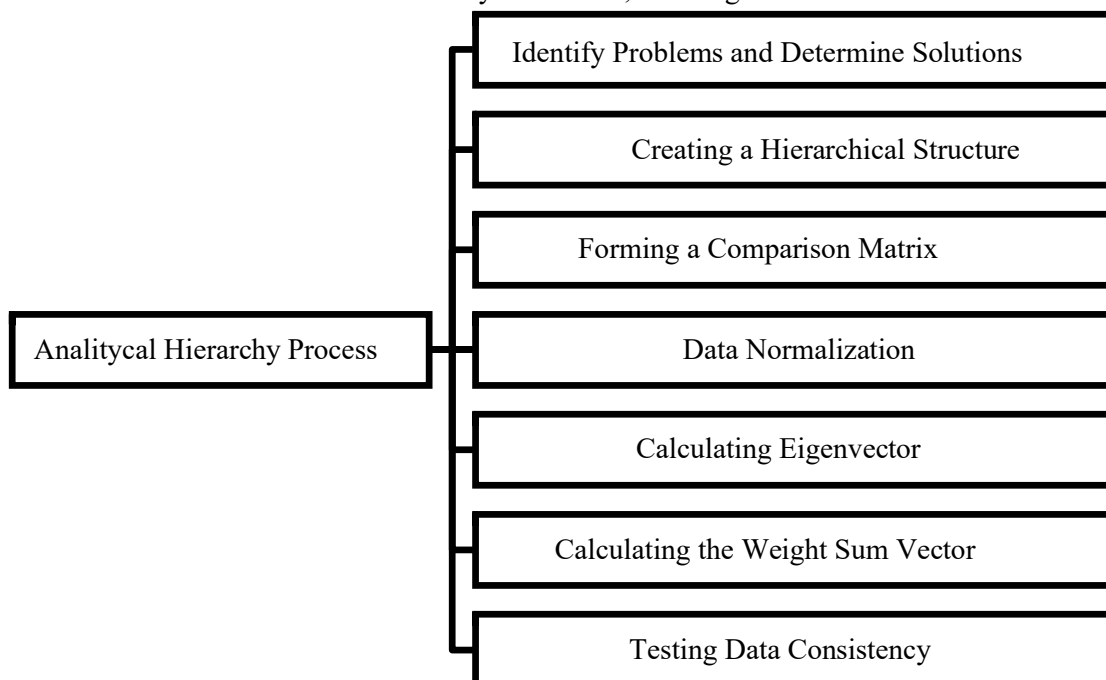 Identify Problems and Determine Solutions
Creating a Hierarchical Structure
Forming a Comparison Matrix
Analitycal Hierarchy Process
Data Normalization
Calculating Eigenvector
Calculating the Weight Sum Vector
Testing Data Consistency